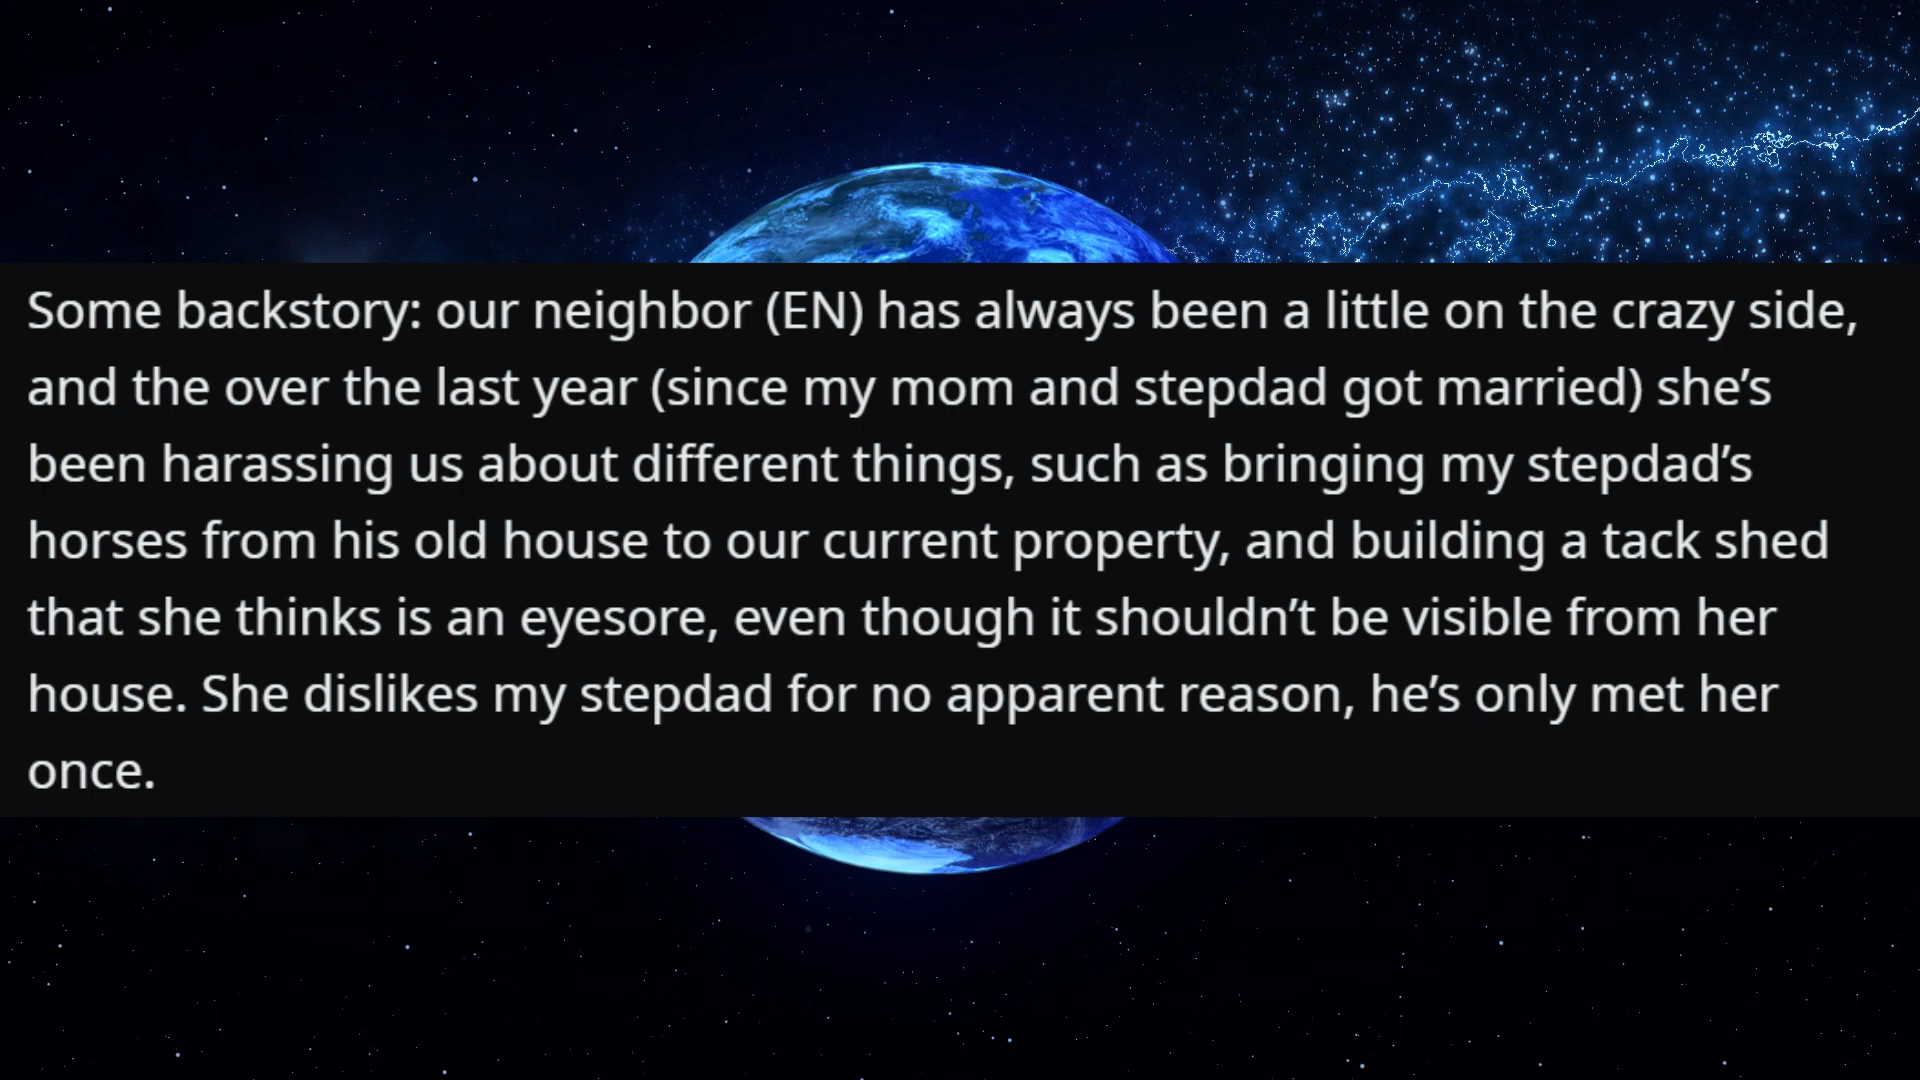 Some backstory: our neighbor (EN) has always been a little on the crazy side,
and the over the last year (since my mom and stepdad got married) she’s
been harassing us about different things, such as bringing my stepdad’s
horses from his old house to our current property, and building a tack shed
that she thinks is an eyesore, even though it shouldn’t be visible from her
house. She dislikes my stepdad for no apparent reason, he’s only met her
once.